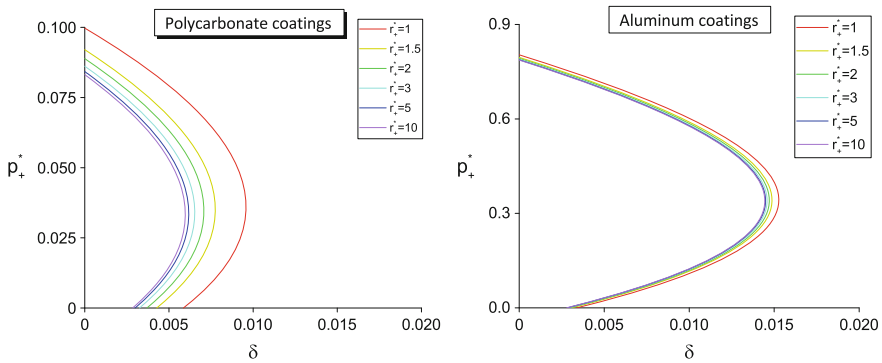 Polycarbonate coatings
0.100
0.075
0.050
0.025
0
p₊*
0
0.005
0.010
0.015
0.020
δ
r₊*=1
r₊*=1.5
r₊*=2
r₊*=3
r₊*=5
r₊*=10
Aluminum coatings
0.9
0.6
0.3
0.0
p₊*
0
0.005
0.010
0.015
0.020
δ
r₊*=1
r₊*=1.5
r₊*=2
r₊*=3
r₊*=5
r₊*=10